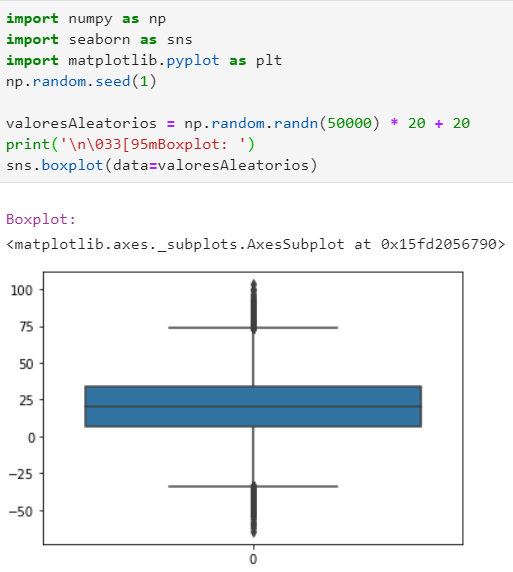 import numpy as np
import seaborn as sns
import matplotlib.pyplot as plt
np.random.seed(1)
valoresAleatorios = np.random.randn(50000) * 20 + 20
print('\n\033[95mBoxplot: ')
sns.boxplot(data=valoresAleatorios)
Boxplot:
<matplotlib.axes._subplots.AxesSubplot at 0x15fd2056790>
100
75
50
25
0
−25
−50
0